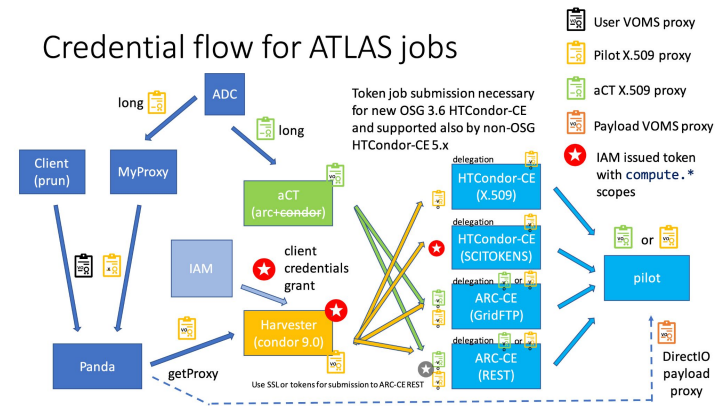 Credential flow for ATLAS jobs
User VOMS proxy
Pilot X.509 proxy
aCT X.509 proxy
Payload VOMS proxy
IAM issued token
with compute.*
scopes
ADC
long
long
Token job submission necessary
for new OSG 3.6 HTCondor-CE
and supported also by non-OSG
HTCondor-CE 5.x
Client
(prun)
MyProxy
aCT
(arc+condor)
delegation
HTCondor-CE
(X.509)
delegation
HTCondor-CE
(SCITOKENS)
delegation
or
ARC-CE
(GridFTP)
delegation
or
ARC-CE
(REST)
or
pilot
IAM
client
credentials
grant
Harvester
(condor 9.0)
Panda
getProxy
Use SSL or tokens for submission to ARC-CE REST
DirectIO
payload
proxy